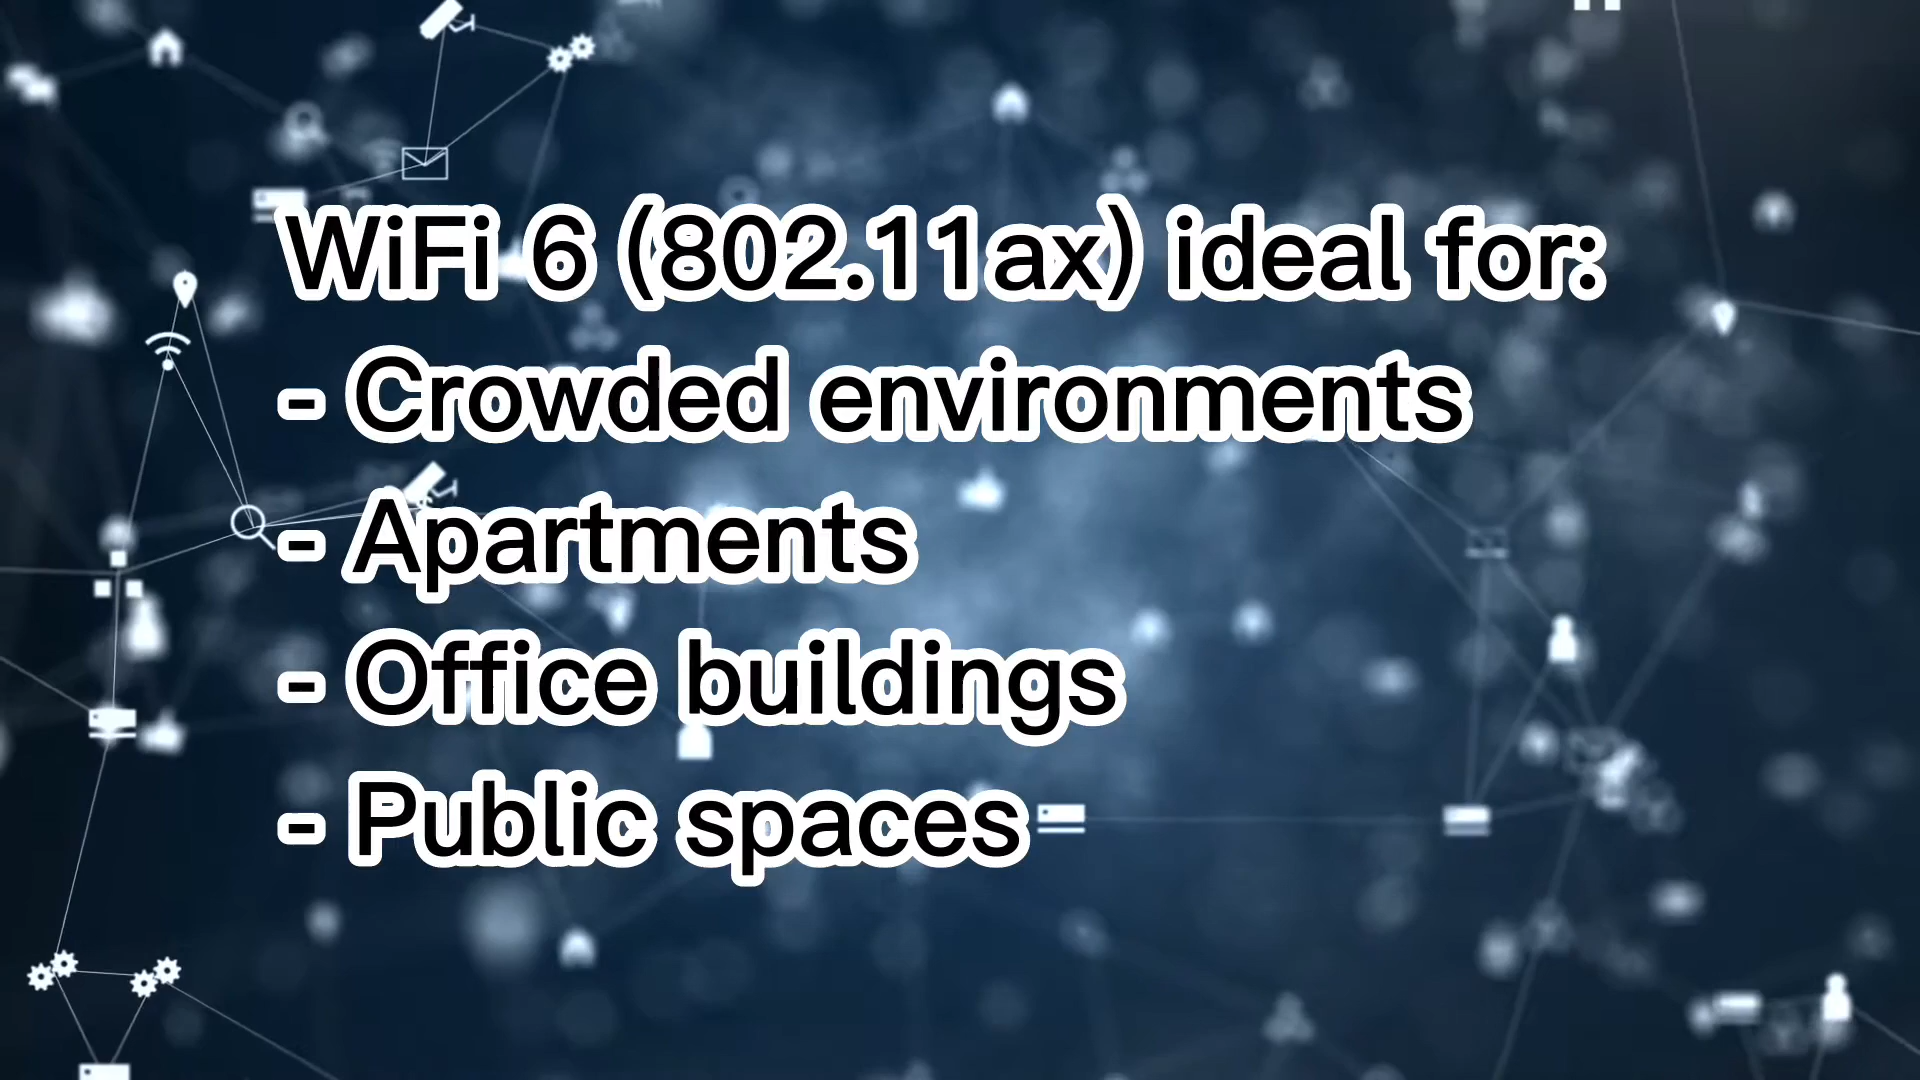 WiFi 6 (802.11ax) ideal for:
- Crowded environments
- Apartments
- Office buildings
- Public spaces